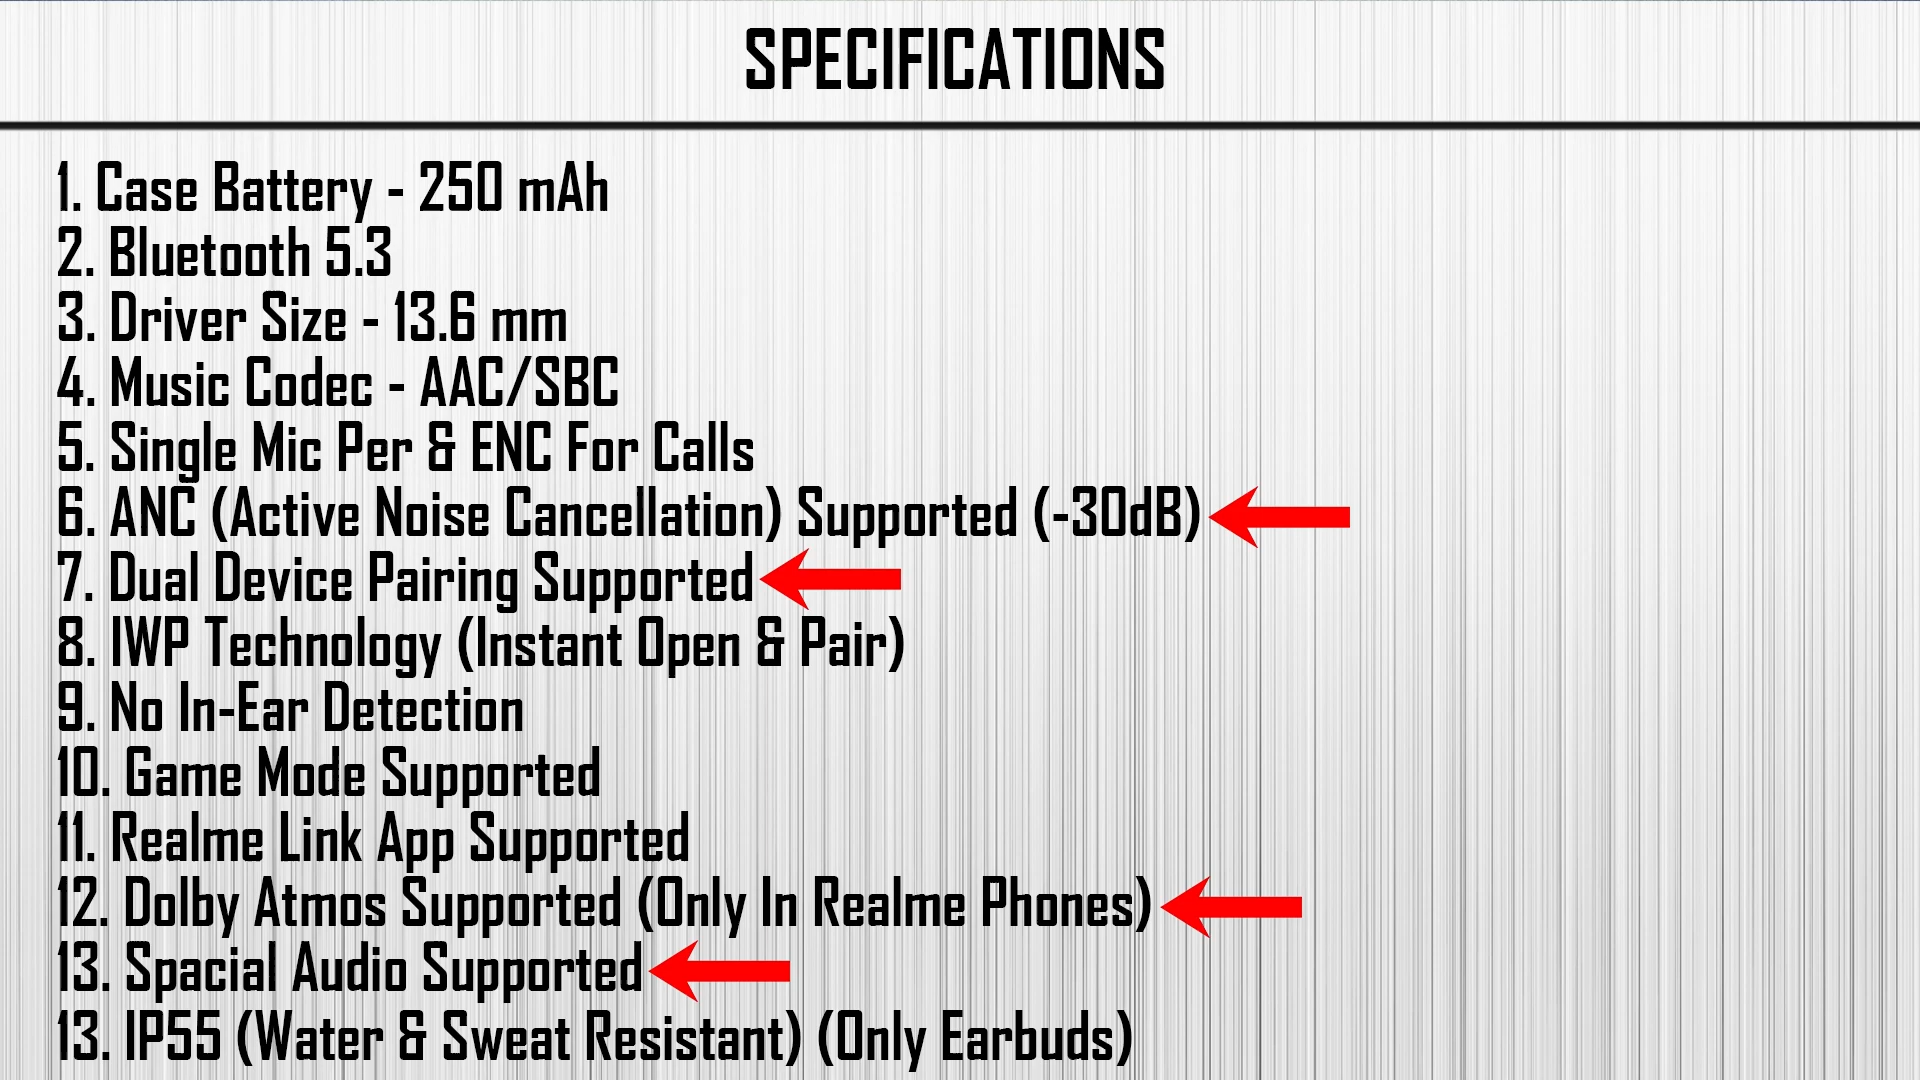 SPECIFICATIONS
1. Case Battery - 250 mAh
2. Bluetooth 5.3
3. Driver Size - 13.6 mm
4. Music Codec - AAC/SBC
5. Single Mic Per & ENC For Calls
6. ANC (Active Noise Cancellation) Supported (-30dB)
7. Dual Device Pairing Supported
8. IWP Technology (Instant Open & Pair)
9. No In-Ear Detection
10. Game Mode Supported
11. Realme Link App Supported
12. Dolby Atmos Supported (Only In Realme Phones)
13. Spacial Audio Supported
13. IP55 (Water & Sweat Resistant) (Only Earbuds)